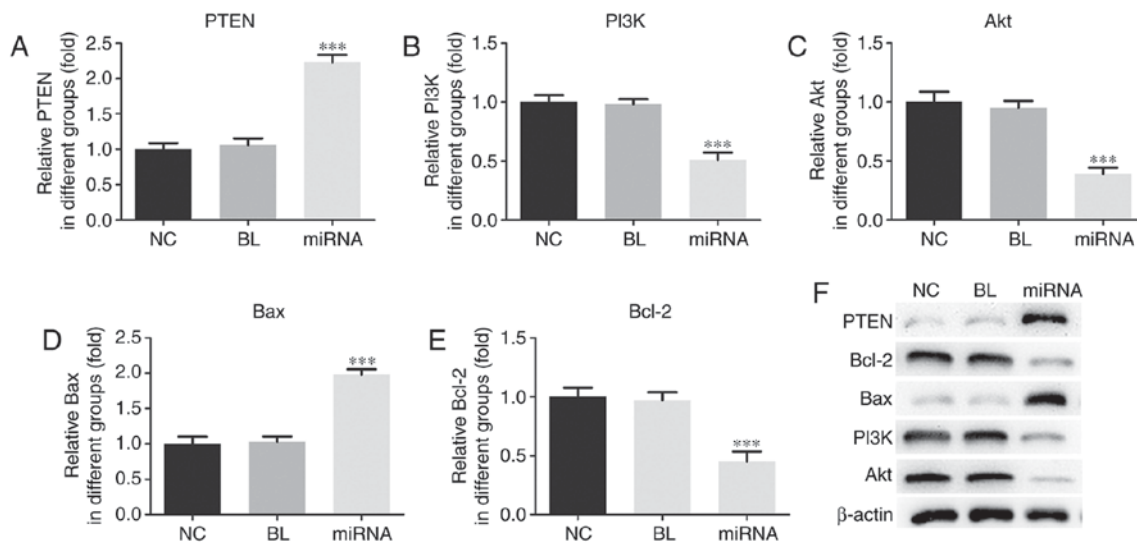 A
PTEN
Relative PTEN
in different groups (fold)
2.5
2.0
1.5
1.0
0.5
0.0
***
NC BL miRNA
B
PI3K
Relative PI3K
in different groups (fold)
1.5
1.0
0.5
0.0
***
NC BL miRNA
C
Akt
Relative Akt
in different groups (fold)
1.5
1.0
0.5
0.0
***
NC BL miRNA
D
Bax
Relative Bax
in different groups (fold)
2.5
2.0
1.5
1.0
0.5
0.0
***
NC BL miRNA
E
Bcl-2
Relative Bcl-2
in different groups (fold)
1.5
1.0
0.5
0.0
***
NC BL miRNA
F
NC BL miRNA
PTEN
Bcl-2
Bax
PI3K
Akt
β-actin